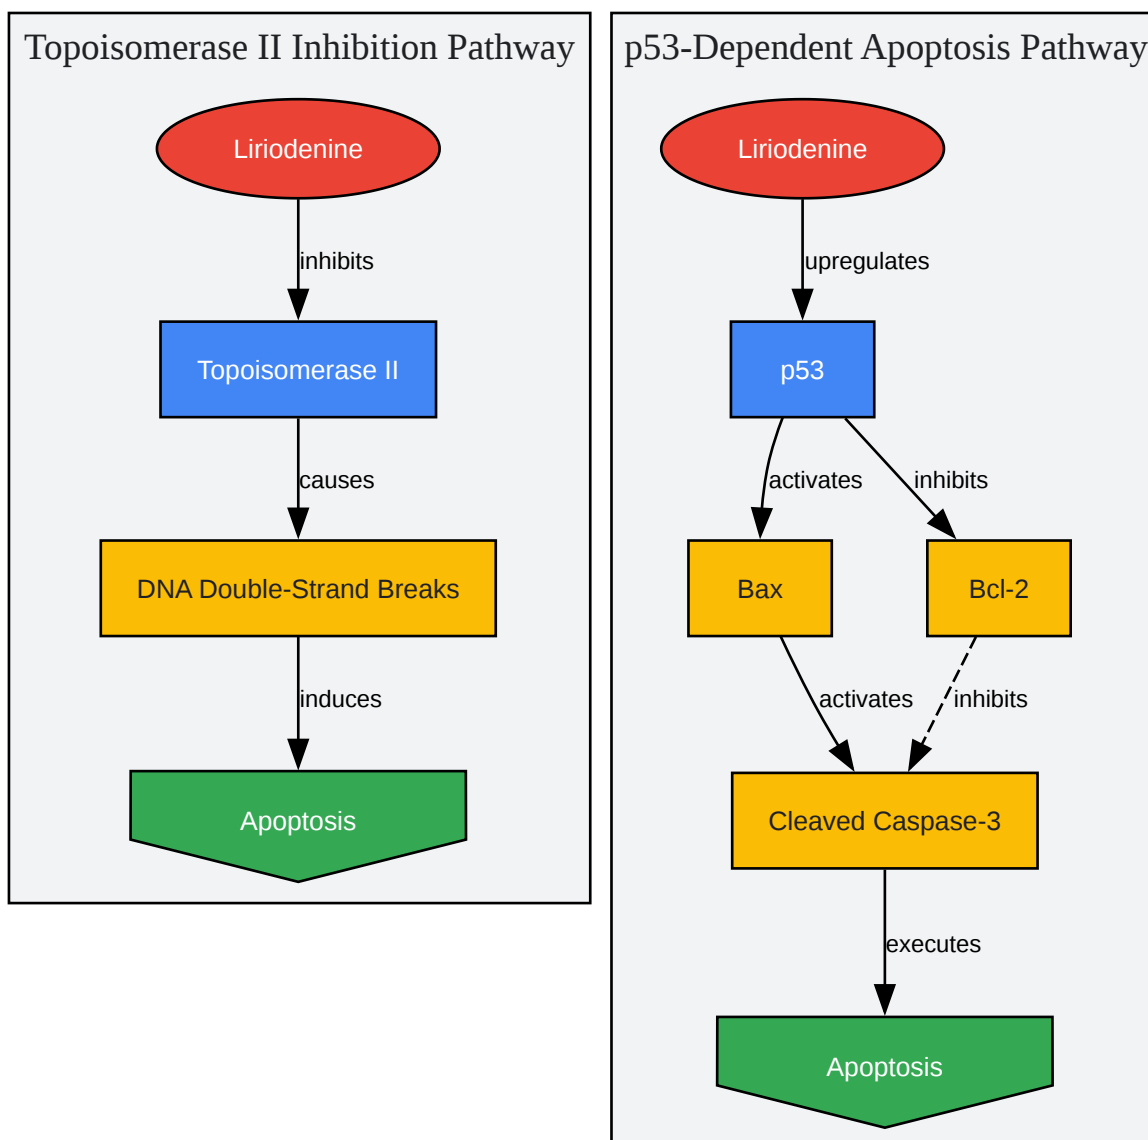 Topoisomerase II Inhibition Pathway
Liriodenine
inhibits
Topoisomerase II
causes
DNA Double-Strand Breaks
induces
Apoptosis
p53-Dependent Apoptosis Pathway
Liriodenine
upregulates
p53
activates
inhibits
Bax
Bcl-2
activates
inhibits
Cleaved Caspase-3
executes
Apoptosis